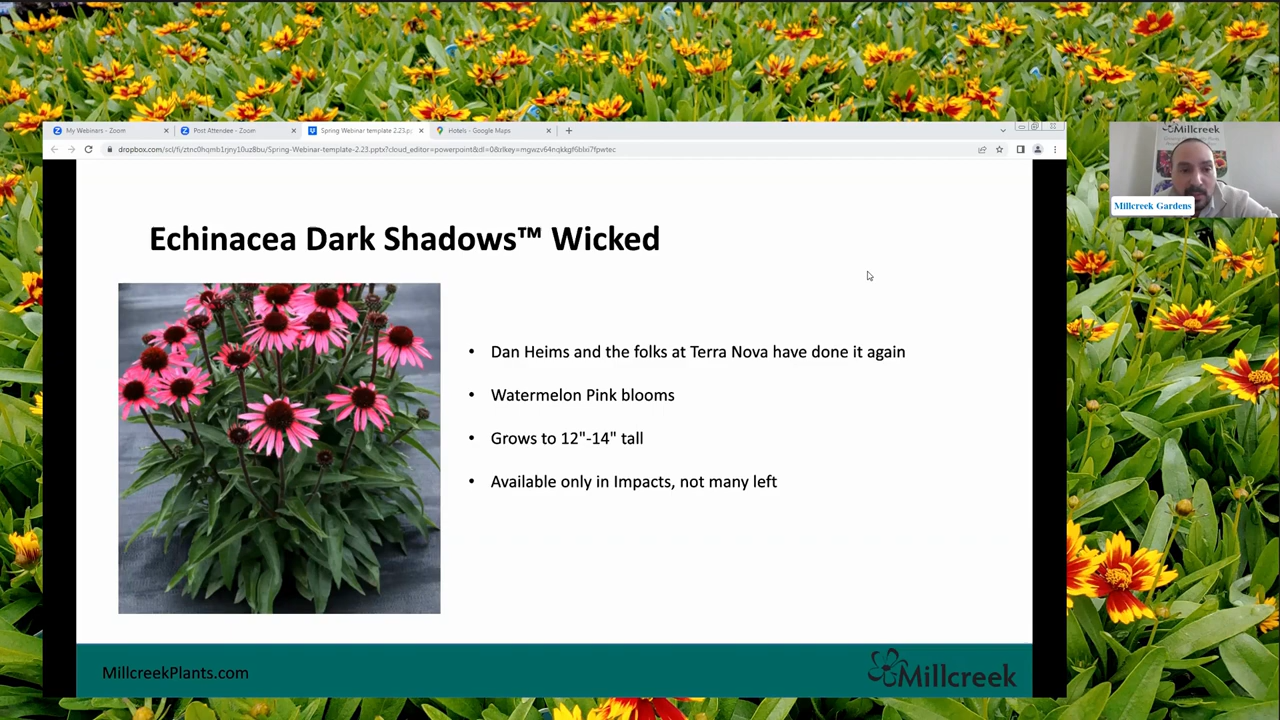 My Webinars - Zoom
Post Attendee - Zoom
Spring Webinar template 2.23.pp
Hotels - Google Maps
Millcreek
dropbox.com/scl/fi/ztnc0hqmb1rjny10uz8bu/Spring-Webinar-template-2.23.pptx?cloud_editor=powerpoint&dl=0&rlkey=mgwzv64nqkkgf6blxi7fpwtec
Millcreek Gardens
Echinacea Dark Shadows™ Wicked
• Dan Heims and the folks at Terra Nova have done it again
• Watermelon Pink blooms
• Grows to 12"-14" tall
• Available only in Impacts, not many left
MillcreekPlants.com
Millcreek